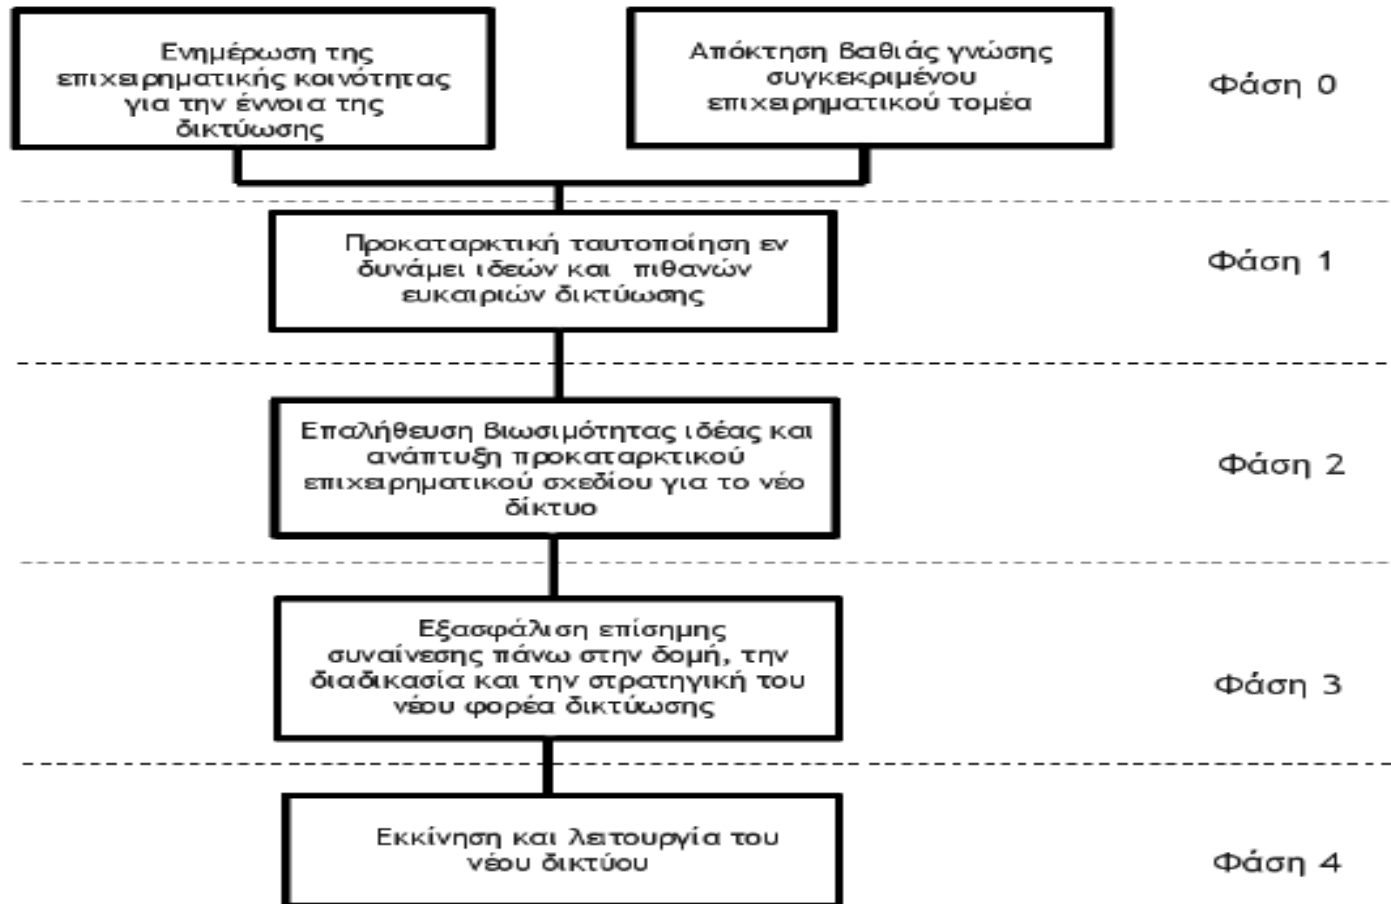 Ενημέρωση της
επιχειρηματικής κοινότητας
για την έννοια της
δικτύωσης
Απόκτηση βαθιάς γνώσης
συγκεκριμένου
επιχειρηματικού τομέα
Φάση 0
Προκαταρκτική ταυτοποίηση εν
δυνάμει ιδεών και πιθανών
ευκαιριών δικτύωσης
Φάση 1
Επαλήθευση βιωσιμότητας ιδέας και
ανάπτυξη προκαταρκτικού
επιχειρηματικού σχεδίου για το νέο
δίκτυο
Φάση 2
Εξασφάλιση επίσημης
συναίνεσης πάνω στην δομή, την
διαδικασία και την στρατηγική του
νέου φορέα δικτύωσης
Φάση 3
Εκκίνηση και λειτουργία του
νέου δικτύου
Φάση 4